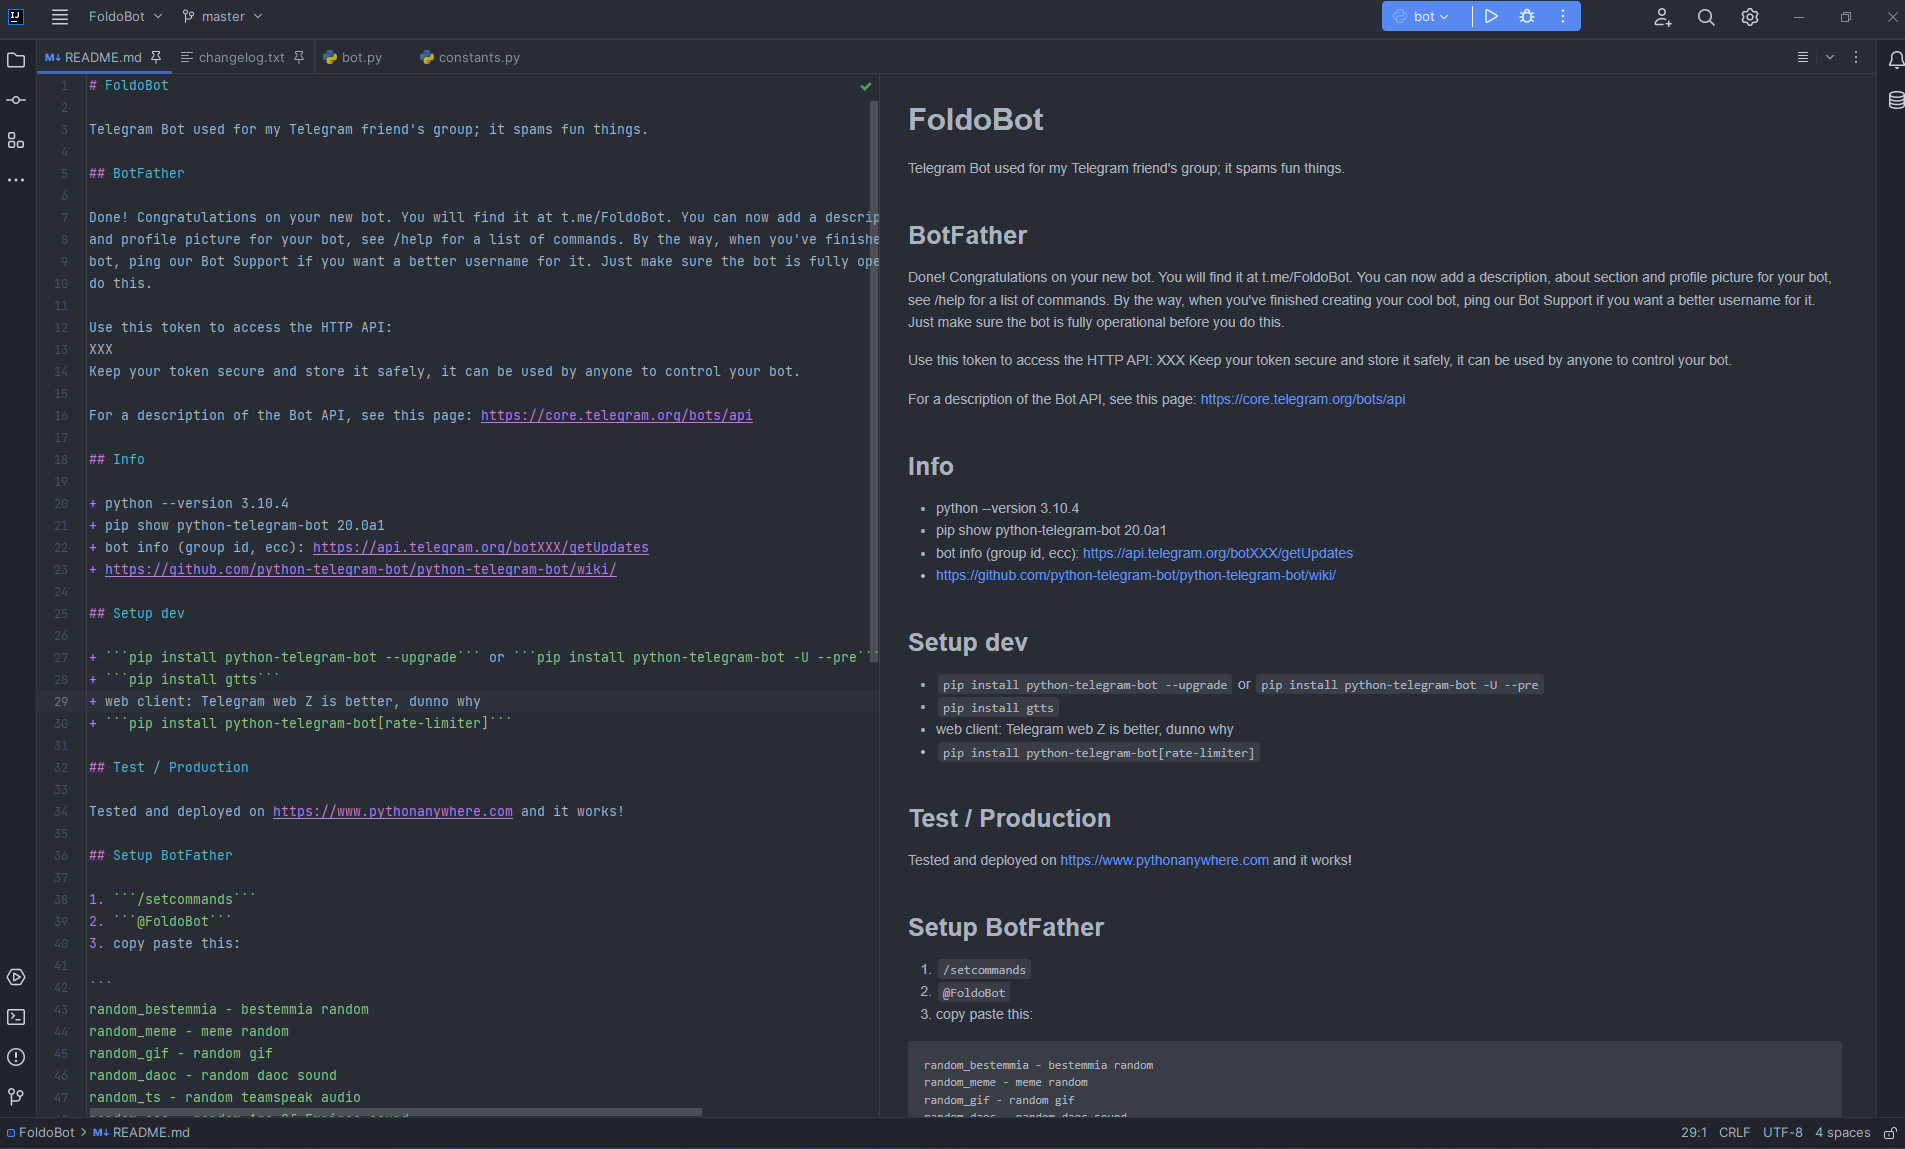 FoldoBot
master
bot
README.md
changelog.txt
bot.py
constants.py
1 # FoldoBot
2
3 Telegram Bot used for my Telegram friend's group; it spams fun things.
4
5 ## BotFather
6
7 Done! Congratulations on your new bot. You will find it at t.me/FoldoBot. You can now add a descrip
8 and profile picture for your bot, see /help for a list of commands. By the way, when you've finishe
9 bot, ping our Bot Support if you want a better username for it. Just make sure the bot is fully ope
10 do this.
11
12 Use this token to access the HTTP API:
13 XXX
14 Keep your token secure and store it safely, it can be used by anyone to control your bot.
15
16 For a description of the Bot API, see this page: https://core.telegram.org/bots/api
17
18 ## Info
19
20 + python --version 3.10.4
21 + pip show python-telegram-bot 20.0a1
22 + bot info (group id, ecc): https://api.telegram.org/botXXX/getUpdates
23 + https://github.com/python-telegram-bot/python-telegram-bot/wiki/
24
25 ## Setup dev
26
27 + ```pip install python-telegram-bot --upgrade``` or ```pip install python-telegram-bot -U --pre```
28 + ```pip install gtts```
29 + web client: Telegram web Z is better, dunno why
30 + ```pip install python-telegram-bot[rate-limiter]```
31
32 ## Test / Production
33
34 Tested and deployed on https://www.pythonanywhere.com and it works!
35
36 ## Setup BotFather
37
38 1. ```/setcommands```
39 2. ```@FoldoBot```
40 3. copy paste this:
41
42 ```
43 random_bestemmia - bestemmia random
44 random_meme - meme random
45 random_gif - random gif
46 random_daoc - random daoc sound
47 random_ts - random teamspeak audio
FoldoBot
Telegram Bot used for my Telegram friend's group; it spams fun things.
BotFather
Done! Congratulations on your new bot. You will find it at t.me/FoldoBot. You can now add a description, about section and profile picture for your bot,
see /help for a list of commands. By the way, when you've finished creating your cool bot, ping our Bot Support if you want a better username for it.
Just make sure the bot is fully operational before you do this.
Use this token to access the HTTP API: XXX Keep your token secure and store it safely, it can be used by anyone to control your bot.
For a description of the Bot API, see this page: https://core.telegram.org/bots/api
Info
• python --version 3.10.4
• pip show python-telegram-bot 20.0a1
• bot info (group id, ecc): https://api.telegram.org/botXXX/getUpdates
• https://github.com/python-telegram-bot/python-telegram-bot/wiki/
Setup dev
• pip install python-telegram-bot --upgrade or pip install python-telegram-bot -U --pre
• pip install gtts
• web client: Telegram web Z is better, dunno why
• pip install python-telegram-bot[rate-limiter]
Test / Production
Tested and deployed on https://www.pythonanywhere.com and it works!
Setup BotFather
1. /setcommands
2. @FoldoBot
3. copy paste this:
random_bestemmia - bestemmia random
random_meme - meme random
random_gif - random gif
random_daoc - random daoc sound
FoldoBot > README.md
29:1 CRLF UTF-8 4 spaces